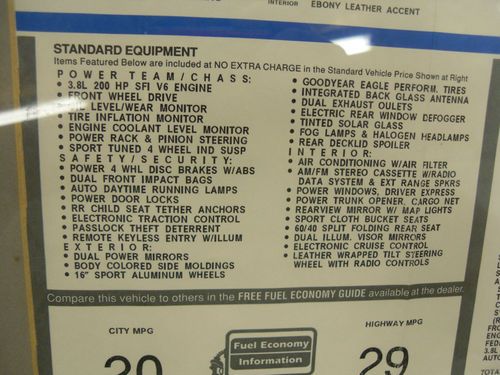 INTERIOR
EBONY LEATHER ACCENT
STANDARD EQUIPMENT
Items Featured Below are included at NO EXTRA CHARGE in the Standard Vehicle Price Shown at Right
POWER TEAM/CHASS:
• 3.8L 200 HP SFI V6 ENGINE
• FRONT WHEEL DRIVE
• LEVEL/WEAR MONITOR
• TIRE INFLATION MONITOR
• ENGINE COOLANT LEVEL MONITOR
• POWER RACK & PINION STEERING
• SPORT TUNED 4 WHEEL IND SUSP
SAFETY/SECURITY:
• POWER 4 WHL DISC BRAKES W/ABS
• DUAL FRONT IMPACT BAGS
• AUTO DAYTIME RUNNING LAMPS
• POWER DOOR LOCKS
• RR CHILD SEAT TETHER ANCHORS
• ELECTRONIC TRACTION CONTROL
• PASSLOCK THEFT DETERRENT
• REMOTE KEYLESS ENTRY W/ILLUM
EXTERIOR:
• DUAL POWER MIRRORS
• BODY COLORED SIDE MOLDINGS
• 16" SPORT ALUMINUM WHEELS
• GOODYEAR EAGLE PERFORM. TIRES
• INTEGRATED BACK GLASS ANTENNA
• DUAL EXHAUST OULETS
• ELECTRIC REAR WINDOW DEFOGGER
• TINTED SOLAR GLASS
• FOG LAMPS & HALOGEN HEADLAMPS
• REAR DECKLID SPOILER
INTERIOR:
• AIR CONDITIONING W/AIR FILTER
• AM/FM STEREO CASSETTE W/RADIO
DATA SYSTEM & EXT RANGE SPKRS
• POWER WINDOWS, DRIVER EXPRESS
• POWER TRUNK OPENER, CARGO NET
• REARVIEW MIRROR W/ MAP LIGHTS
• SPORT CLOTH BUCKET SEATS
• 60/40 SPLIT FOLDING REAR SEAT
• DUAL ILLUM. VISOR MIRRORS
• ELECTRONIC CRUISE CONTROL
• LEATHER WRAPPED TILT STEERING
WHEEL WITH RADIO CONTROLS
Compare this vehicle to others in the FREE FUEL ECONOMY GUIDE available at the dealer.
CITY MPG
20
Fuel Economy
Information
HIGHWAY MPG
29